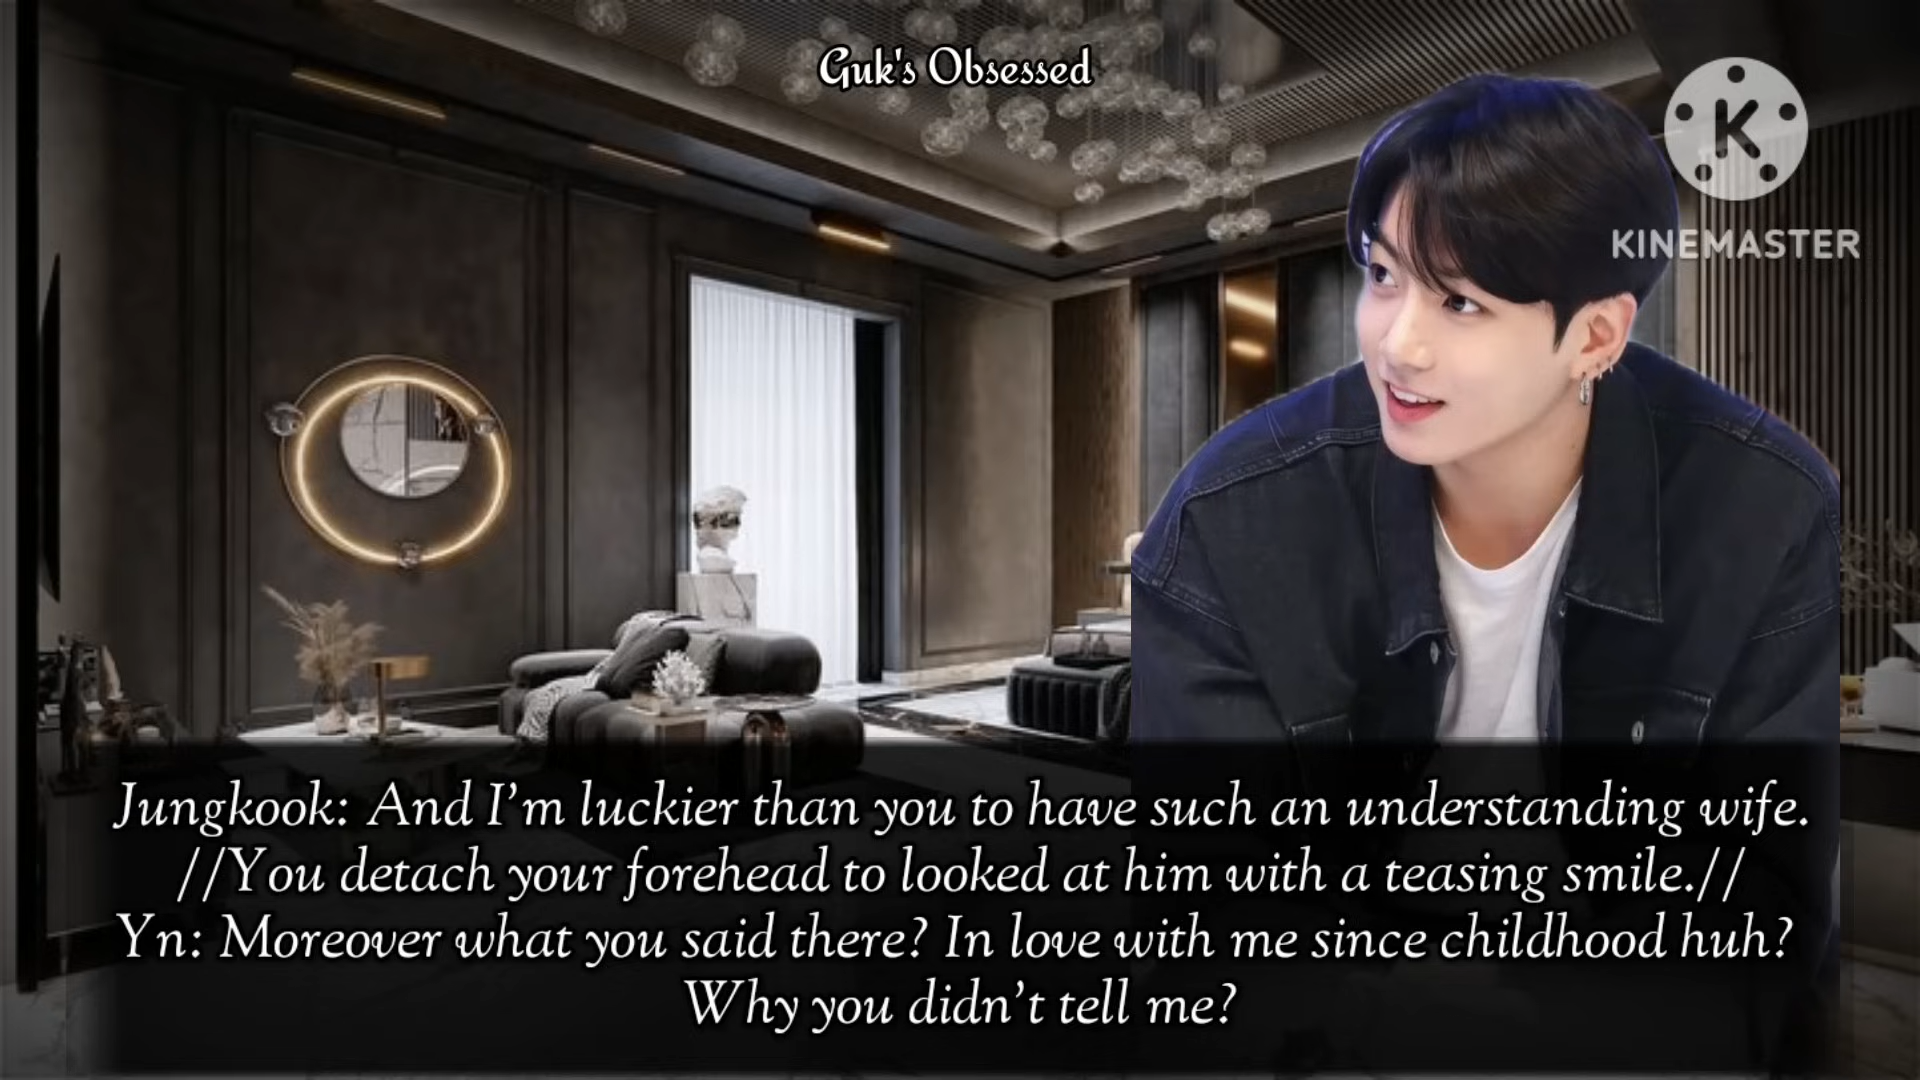 Guk's Obsessed
K
KINEMASTER
Jungkook: And I’m luckier than you to have such an understanding wife.
//You detach your forehead to looked at him with a teasing smile.//
Yn: Moreover what you said there? In love with me since childhood huh?
Why you didn’t tell me?